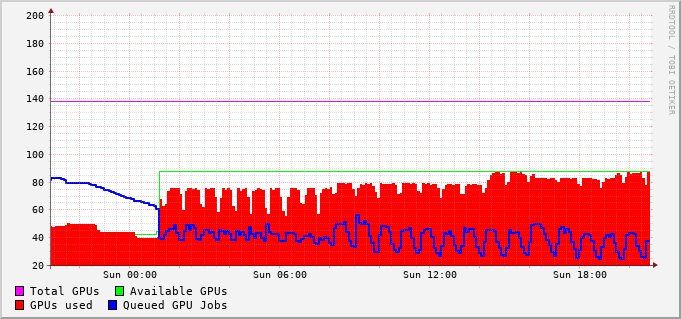 200
180
160
140
120
100
80
60
40
20
Sun 00:00 Sun 06:00 Sun 12:00 Sun 18:00
Total GPUs Available GPUs
GPUs used Queued GPU Jobs
RRDTOOL / TOBI OETIKER